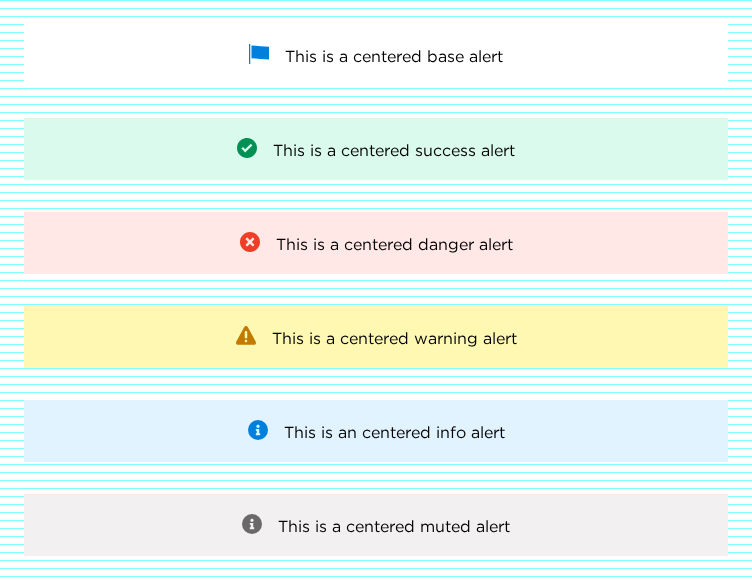 This is a centered base alert
This is a centered success alert
This is a centered danger alert
This is a centered warning alert
This is an centered info alert
This is a centered muted alert